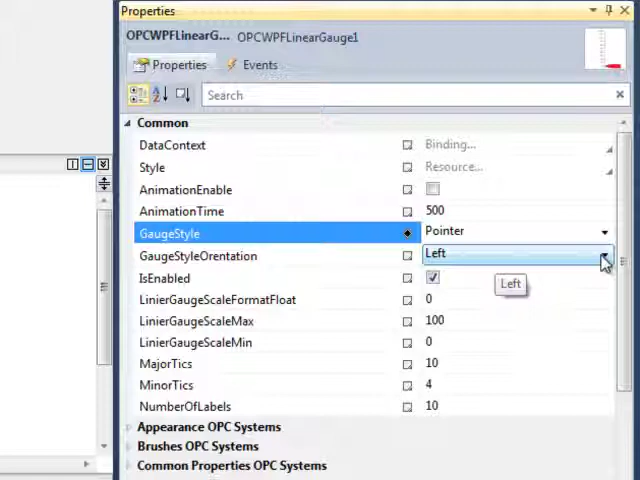 Properties
OPCWPFLinearG... OPCWPFLinearGauge1
Properties Events
Search
Common
DataContext Binding...
Style Resource...
AnimationEnable
AnimationTime 500
GaugeStyle Pointer
GaugeStyleOrentation Left
IsEnabled Left
LinierGaugeScaleFormatFloat 0
LinierGaugeScaleMax 100
LinierGaugeScaleMin 0
MajorTics 10
MinorTics 4
NumberOfLabels 10
Appearance OPC Systems
Brushes OPC Systems
Common Properties OPC Systems